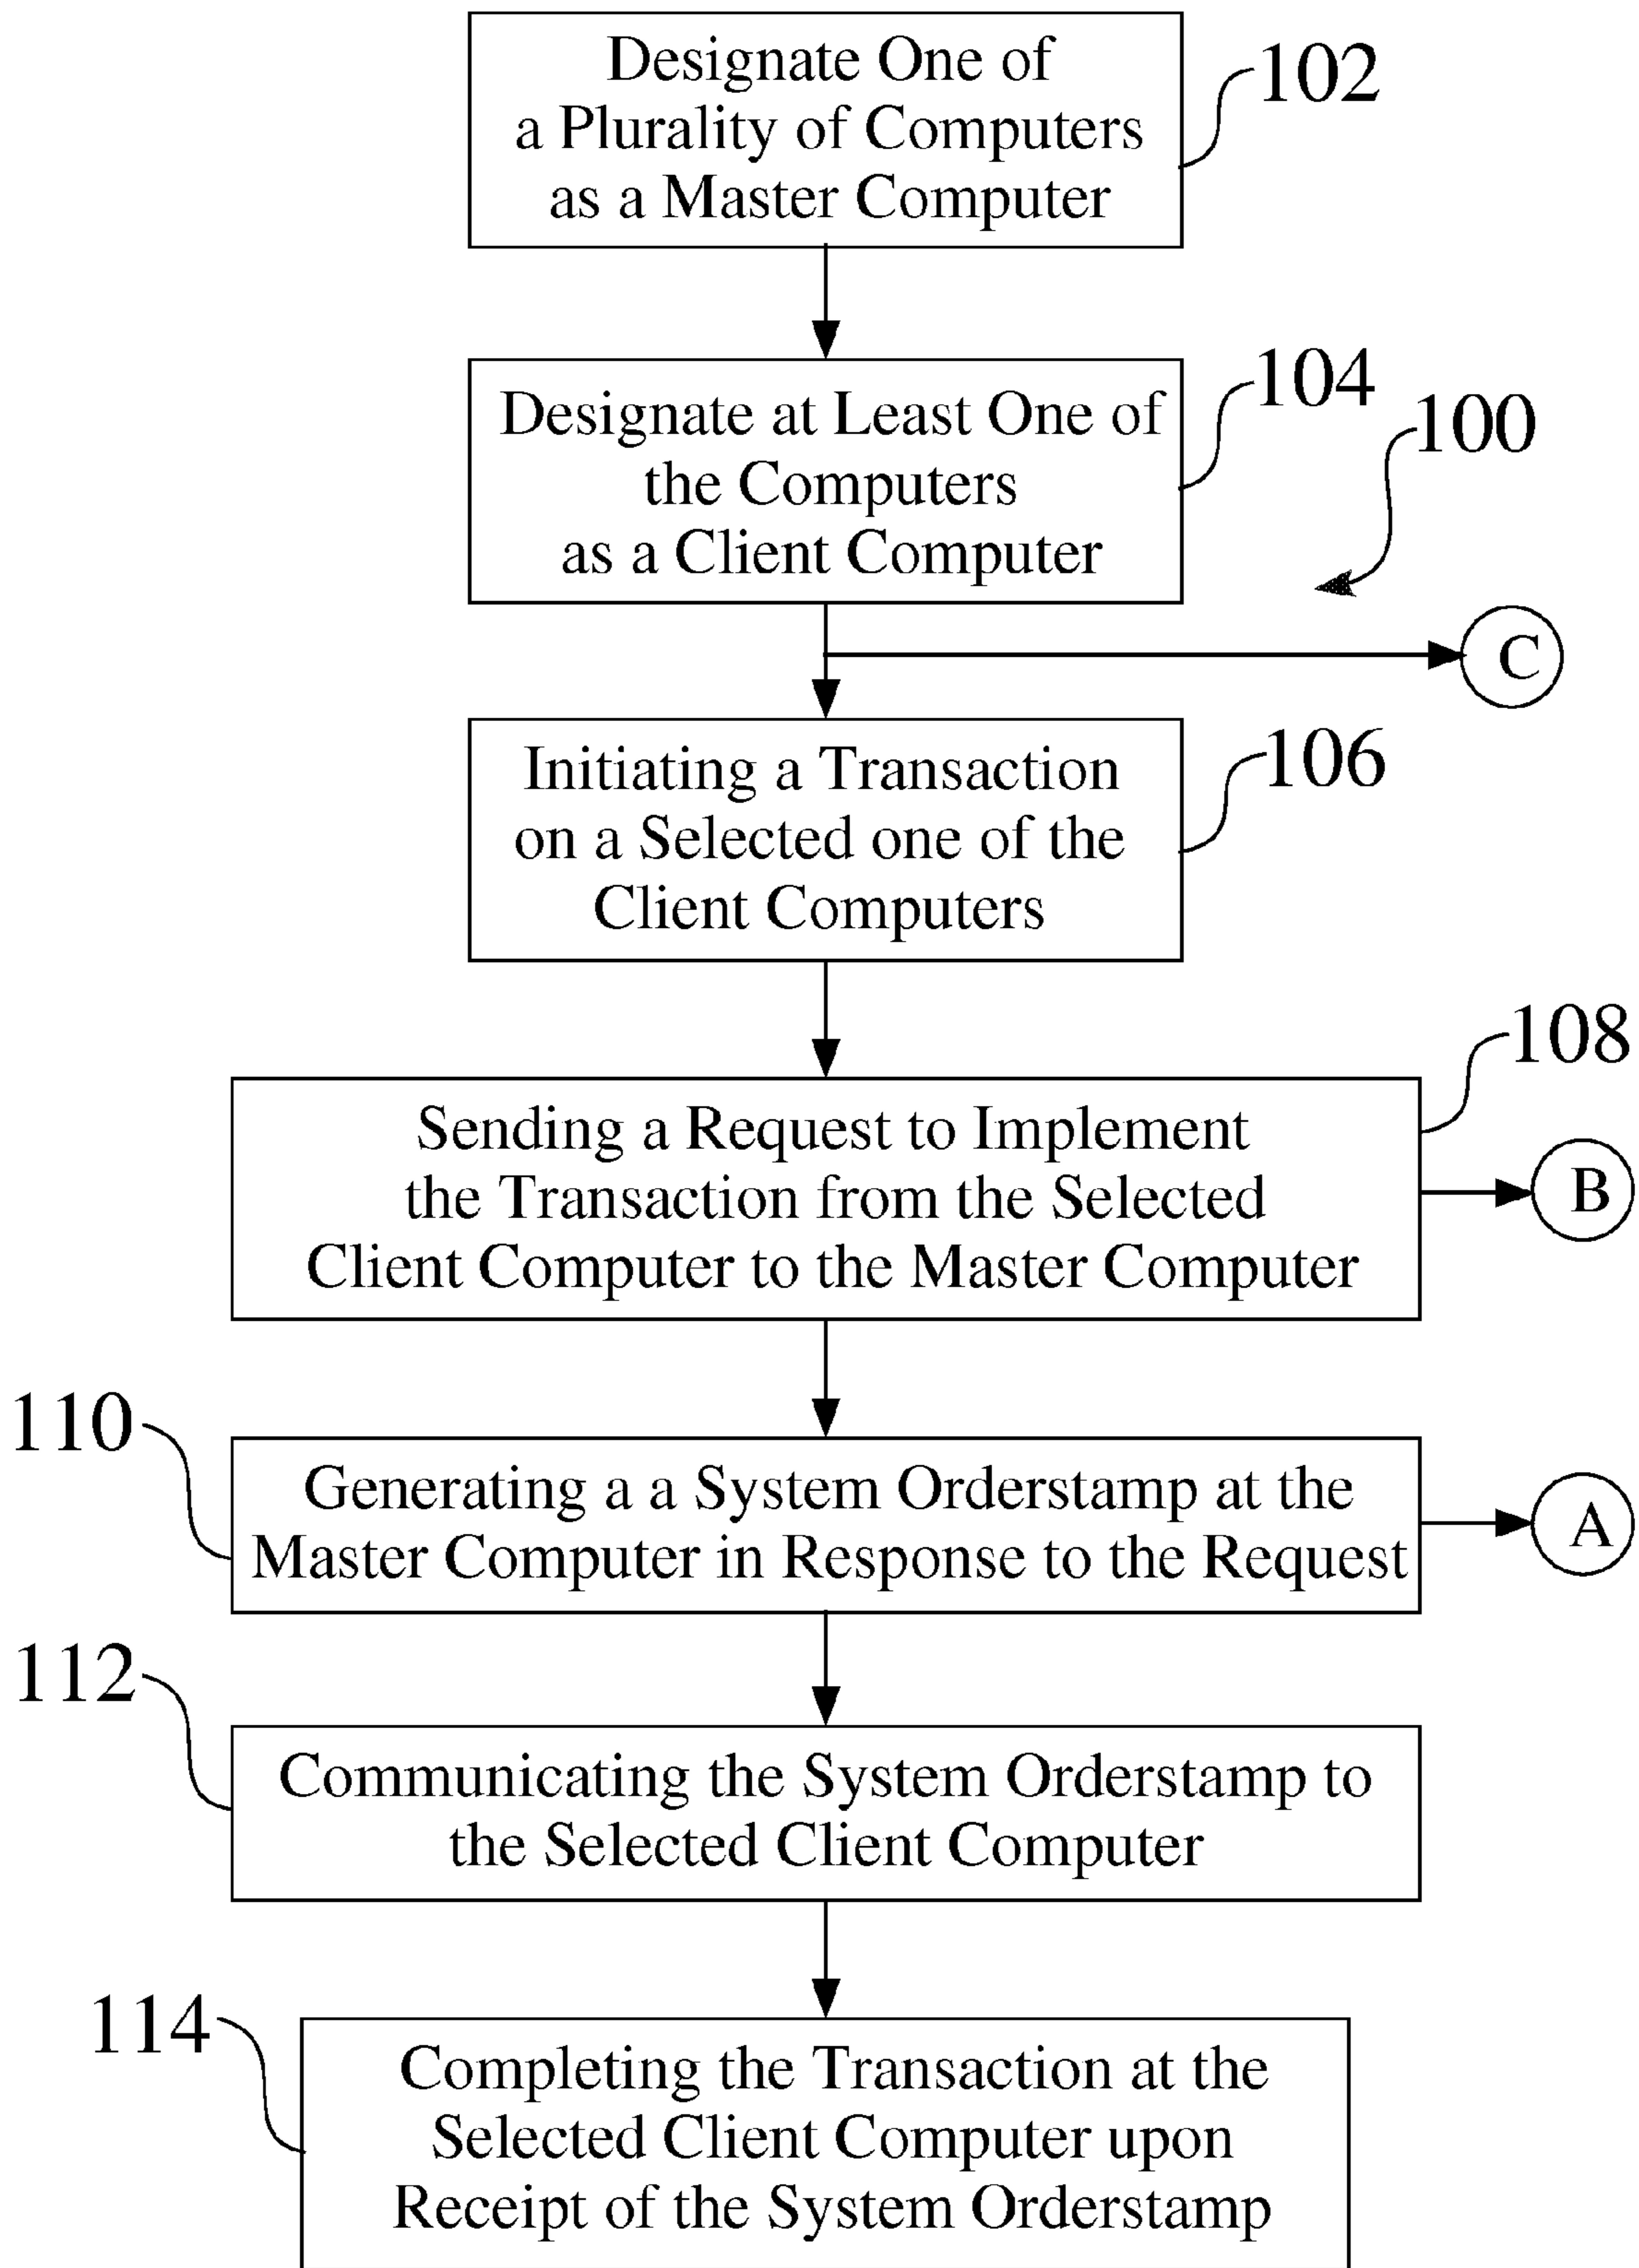 Designate One of
a Plurality of Computers
as a Master Computer
102
Designate at Least One of
the Computers
as a Client Computer
104
100
C
Initiating a Transaction
on a Selected one of the
Client Computers
106
Sending a Request to Implement
the Transaction from the Selected
Client Computer to the Master Computer
108
B
110
Generating a a System Orderstamp at the
Master Computer in Response to the Request
A
112
Communicating the System Orderstamp to
the Selected Client Computer
114
Completing the Transaction at the
Selected Client Computer upon
Receipt of the System Orderstamp